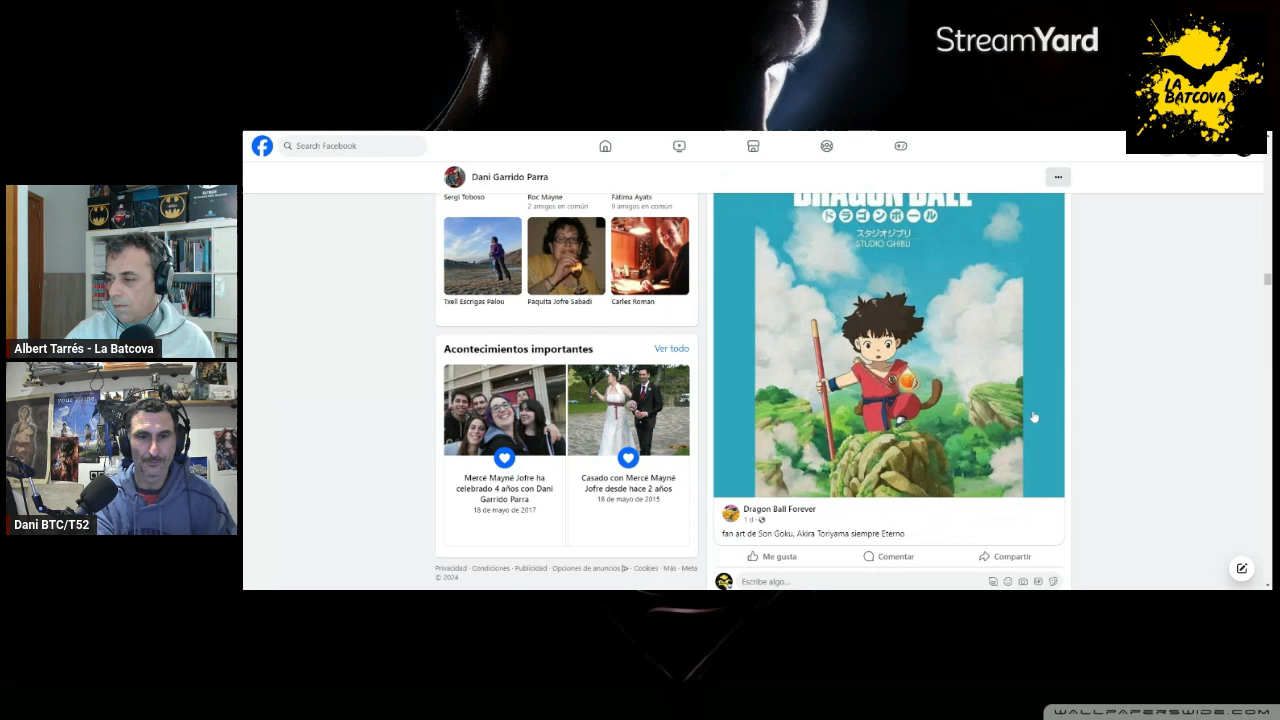 StreamYard
LA
BATCOVA
Search Facebook
Dani Garrido Parra
Sergi Toboso
Roc Mayne
2 amigos en común
Fátima Ayats
9 amigos en común
Txell Escrigas Palou
Paquita Jofre Sabadi
Carles Roman
Acontecimientos importantes
Ver todo
Mercé Mayné Jofre ha
celebrado 4 años con Dani
Garrido Parra
18 de mayo de 2017
Casado con Mercé Mayné
Jofre desde hace 2 años
18 de mayo de 2015
Privacidad · Condiciones · Publicidad · Opciones de anuncios · Cookies · Más · Meta
© 2024
DRAGON BALL
ドラゴンボール
スタジオジブリ
STUDIO GHIBLI
Dragon Ball Forever
1 d ·
fan art de Son Goku, Akira Toriyama siempre Eterno
Me gusta
Comentar
Compartir
Escribe algo...
Albert Tarrés - La Batcova
Dani BTC/T52
WALLPAPERSWIDE.COM